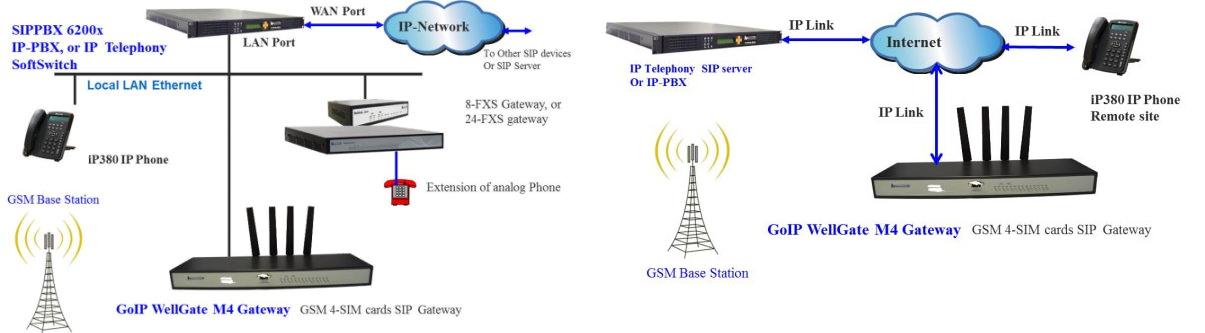 SIPPBX 6200x
IP-PBX, or IP Telephony
SoftSwitch
WAN Port
LAN Port
IP-Network
To Other SIP devices
Or SIP Server
Local LAN Ethernet
8-FXS Gateway, or
24-FXS gateway
iP380 IP Phone
Extension of analog Phone
GSM Base Station
GoIP WellGate M4 Gateway GSM 4-SIM cards SIP Gateway
IP Link
Internet
IP Link
IP Telephony SIP server
Or IP-PBX
iP380 IP Phone
Remote site
IP Link
GoIP WellGate M4 Gateway GSM 4-SIM cards SIP Gateway
GSM Base Station